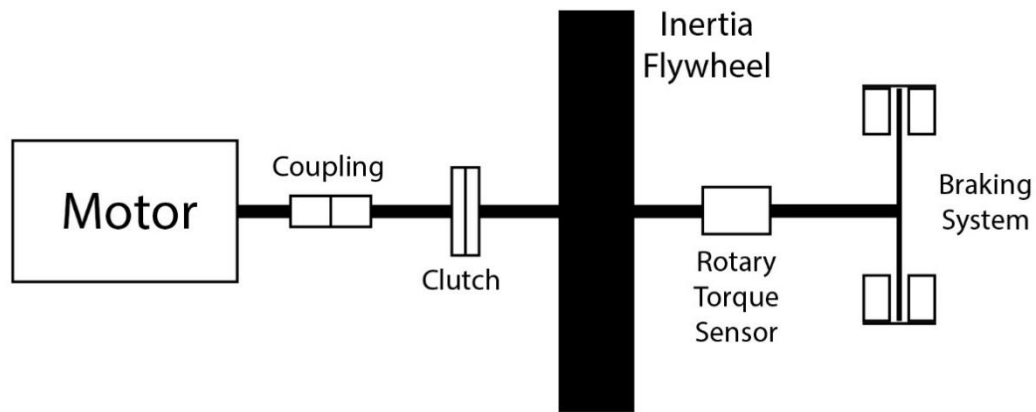 Motor
Coupling
Clutch
Inertia
Flywheel
Rotary
Torque
Sensor
Braking
System